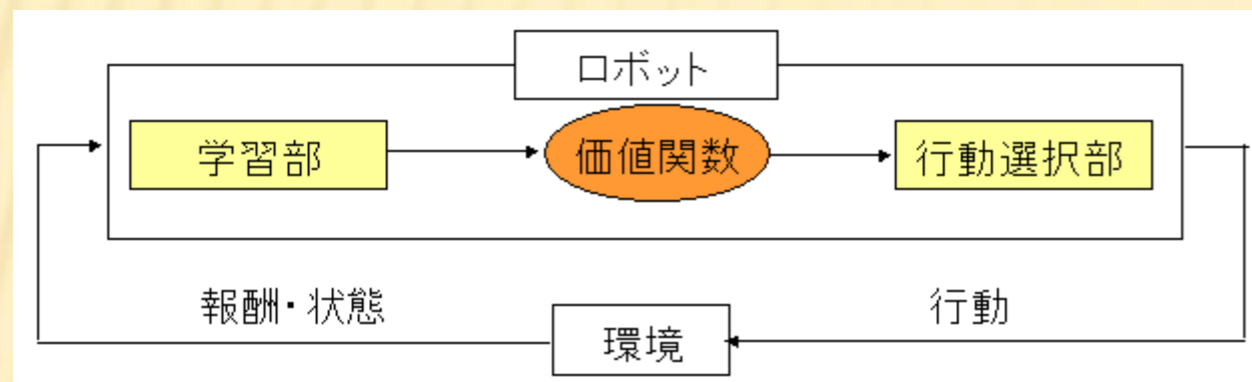 ロボット
学習部
価値関数
行動選択部
報酬・状態
行動
環境